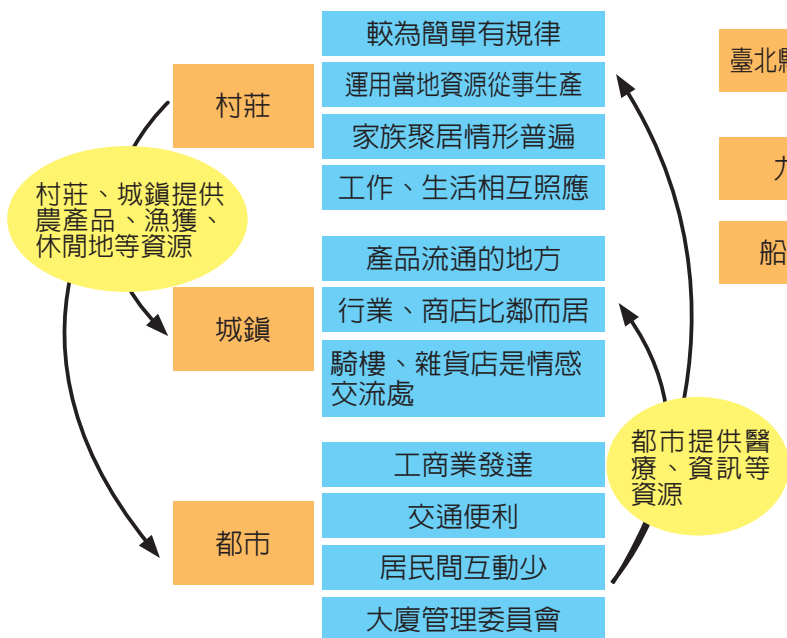 較為簡單有規律
村莊
運用當地資源從事生產
家族聚居情形普遍
工作、生活相互照應
村莊、城鎮提供
農產品、漁獲、
休閒地等資源
產品流通的地方
城鎮
行業、商店比鄰而居
騎樓、雜貨店是情感
交流處
都市提供醫
療、資訊等
資源
工商業發達
都市
交通便利
居民間互動少
大廈管理委員會
臺北
船